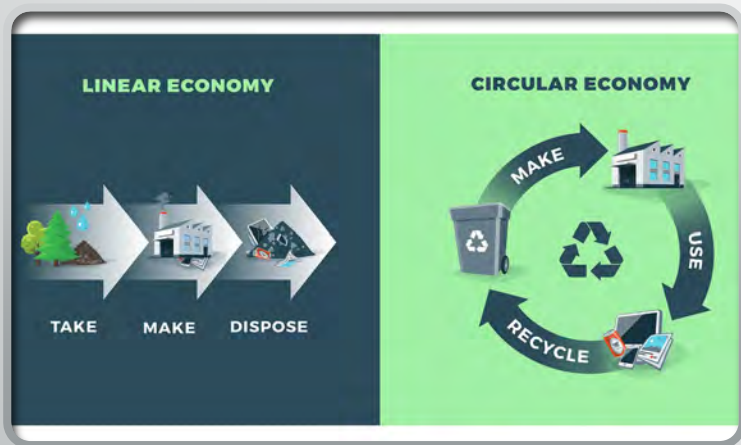 LINEAR ECONOMY
TAKE
MAKE
DISPOSE
CIRCULAR ECONOMY
MAKE
USE
RECYCLE